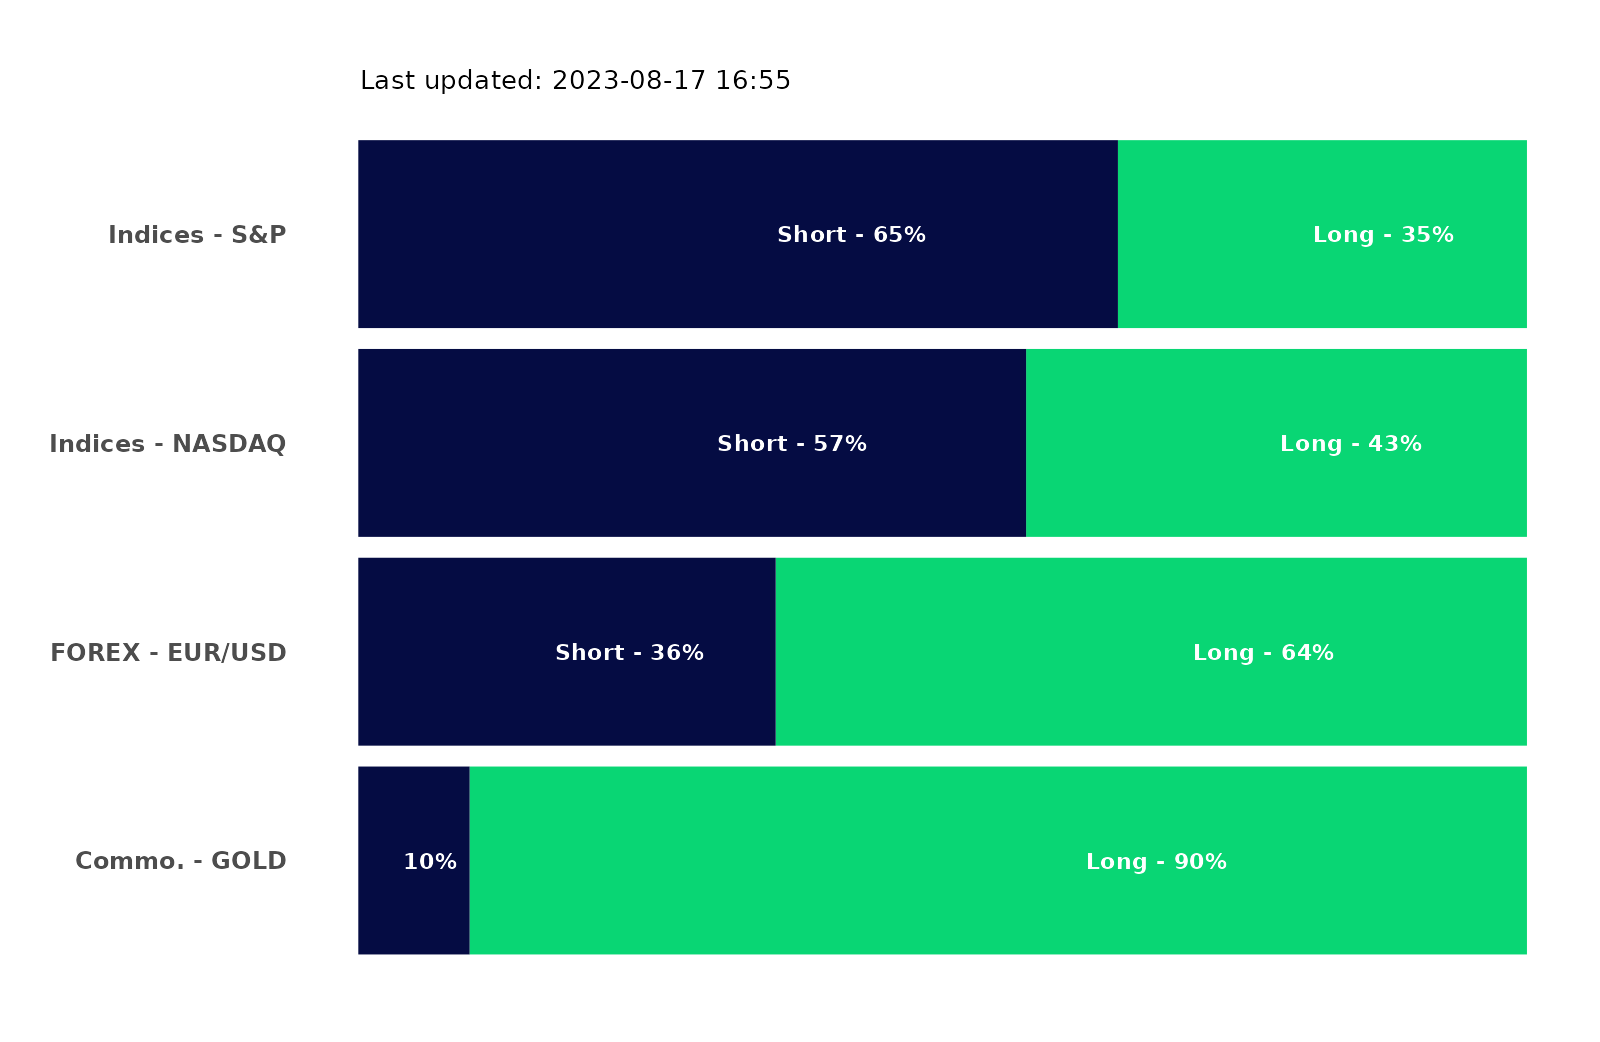 Last updated: 2023-08-17 16:55
Indices - S&P Short - 65% Long - 35%
Indices - NASDAQ Short - 57% Long - 43%
FOREX - EUR/USD Short - 36% Long - 64%
Commo. - GOLD 10% Long - 90%